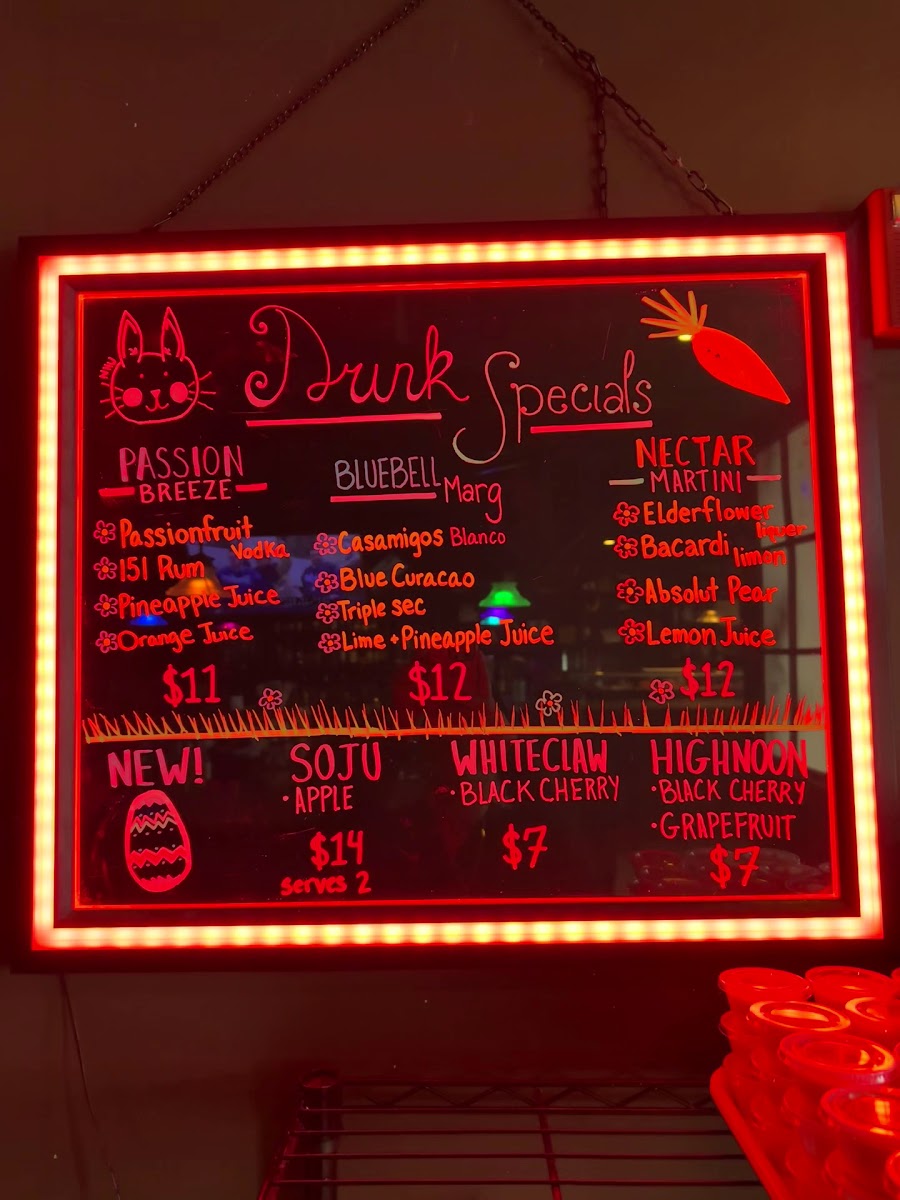 Drink Specials
PASSION
BREEZE
Passionfruit
Vodka
151 Rum
Pineapple Juice
Orange Juice
$11
BLUEBELL
Marg
Casamigos Blanco
Blue Curacao
Triple sec
Lime + Pineapple Juice
$12
NECTAR
MARTINI
Elderflower
liquer
Bacardi
limon
Absolut Pear
Lemon Juice
$12
NEW!
SOJU
• APPLE
$14
serves 2
WHITECLAW
• BLACK CHERRY
$7
HIGHNOON
• BLACK CHERRY
• GRAPEFRUIT
$7